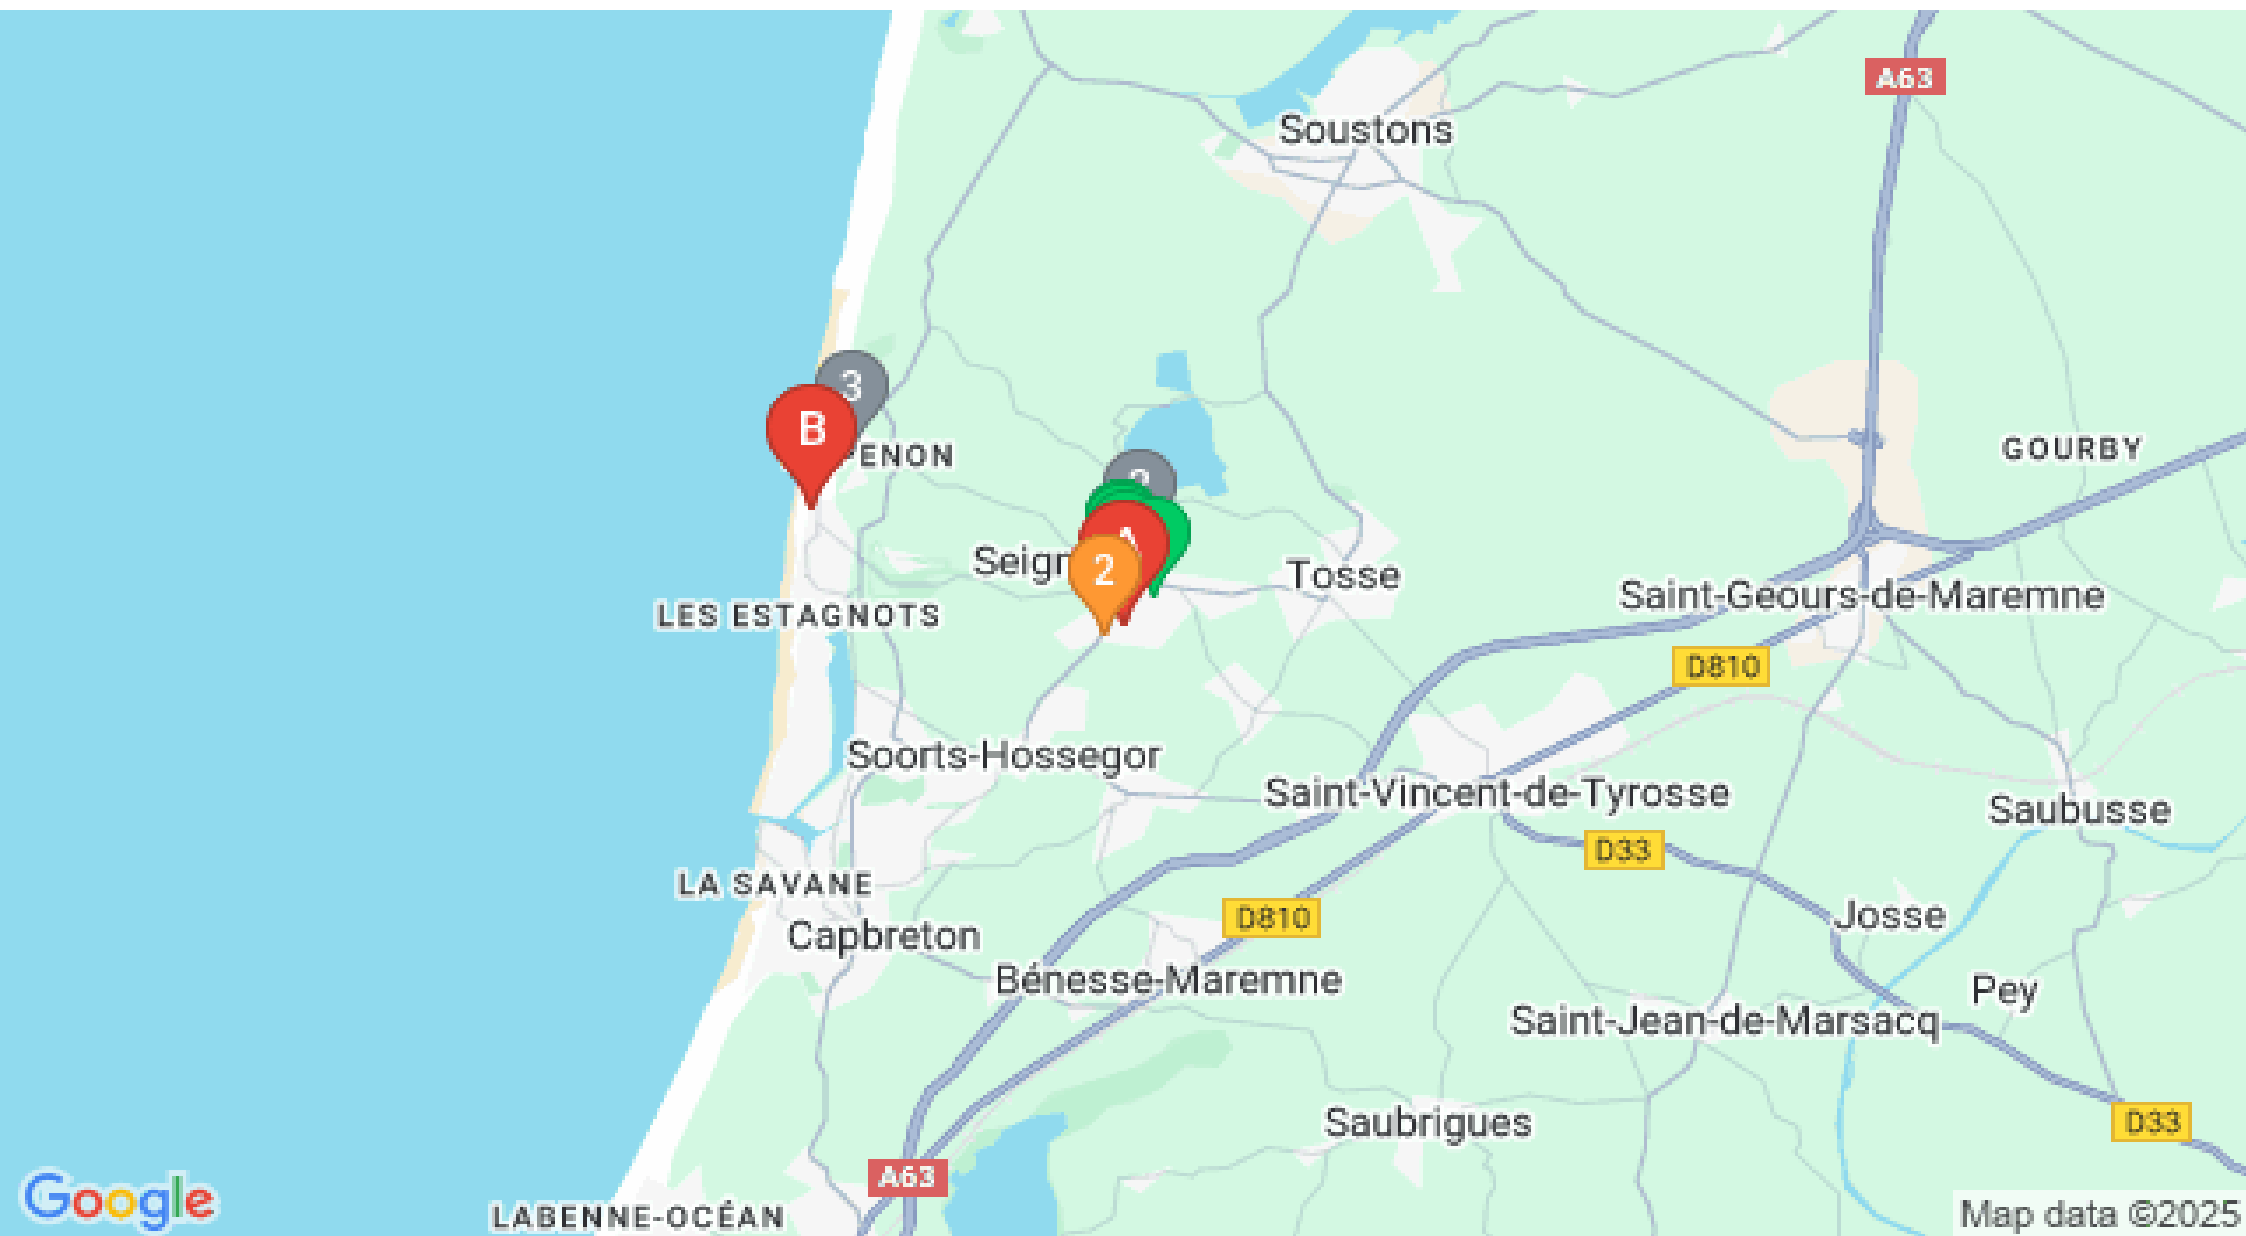 A63
Soustons
3
B
PENON
GOURBY
2
Seign
Tosse
Saint-Geours-de-Maremne
LES ESTAGNOTS
D810
Soorts-Hossegor
Saint-Vincent-de-Tyrosse
Saubusse
D33
LA SAVANE
D810
Josse
Capbreton
Bénesse-Maremne
Pey
Saint-Jean-de-Marsacq
Saubrigues
D33
A63
Google
LABENNE-OCÉAN
Map data ©2025